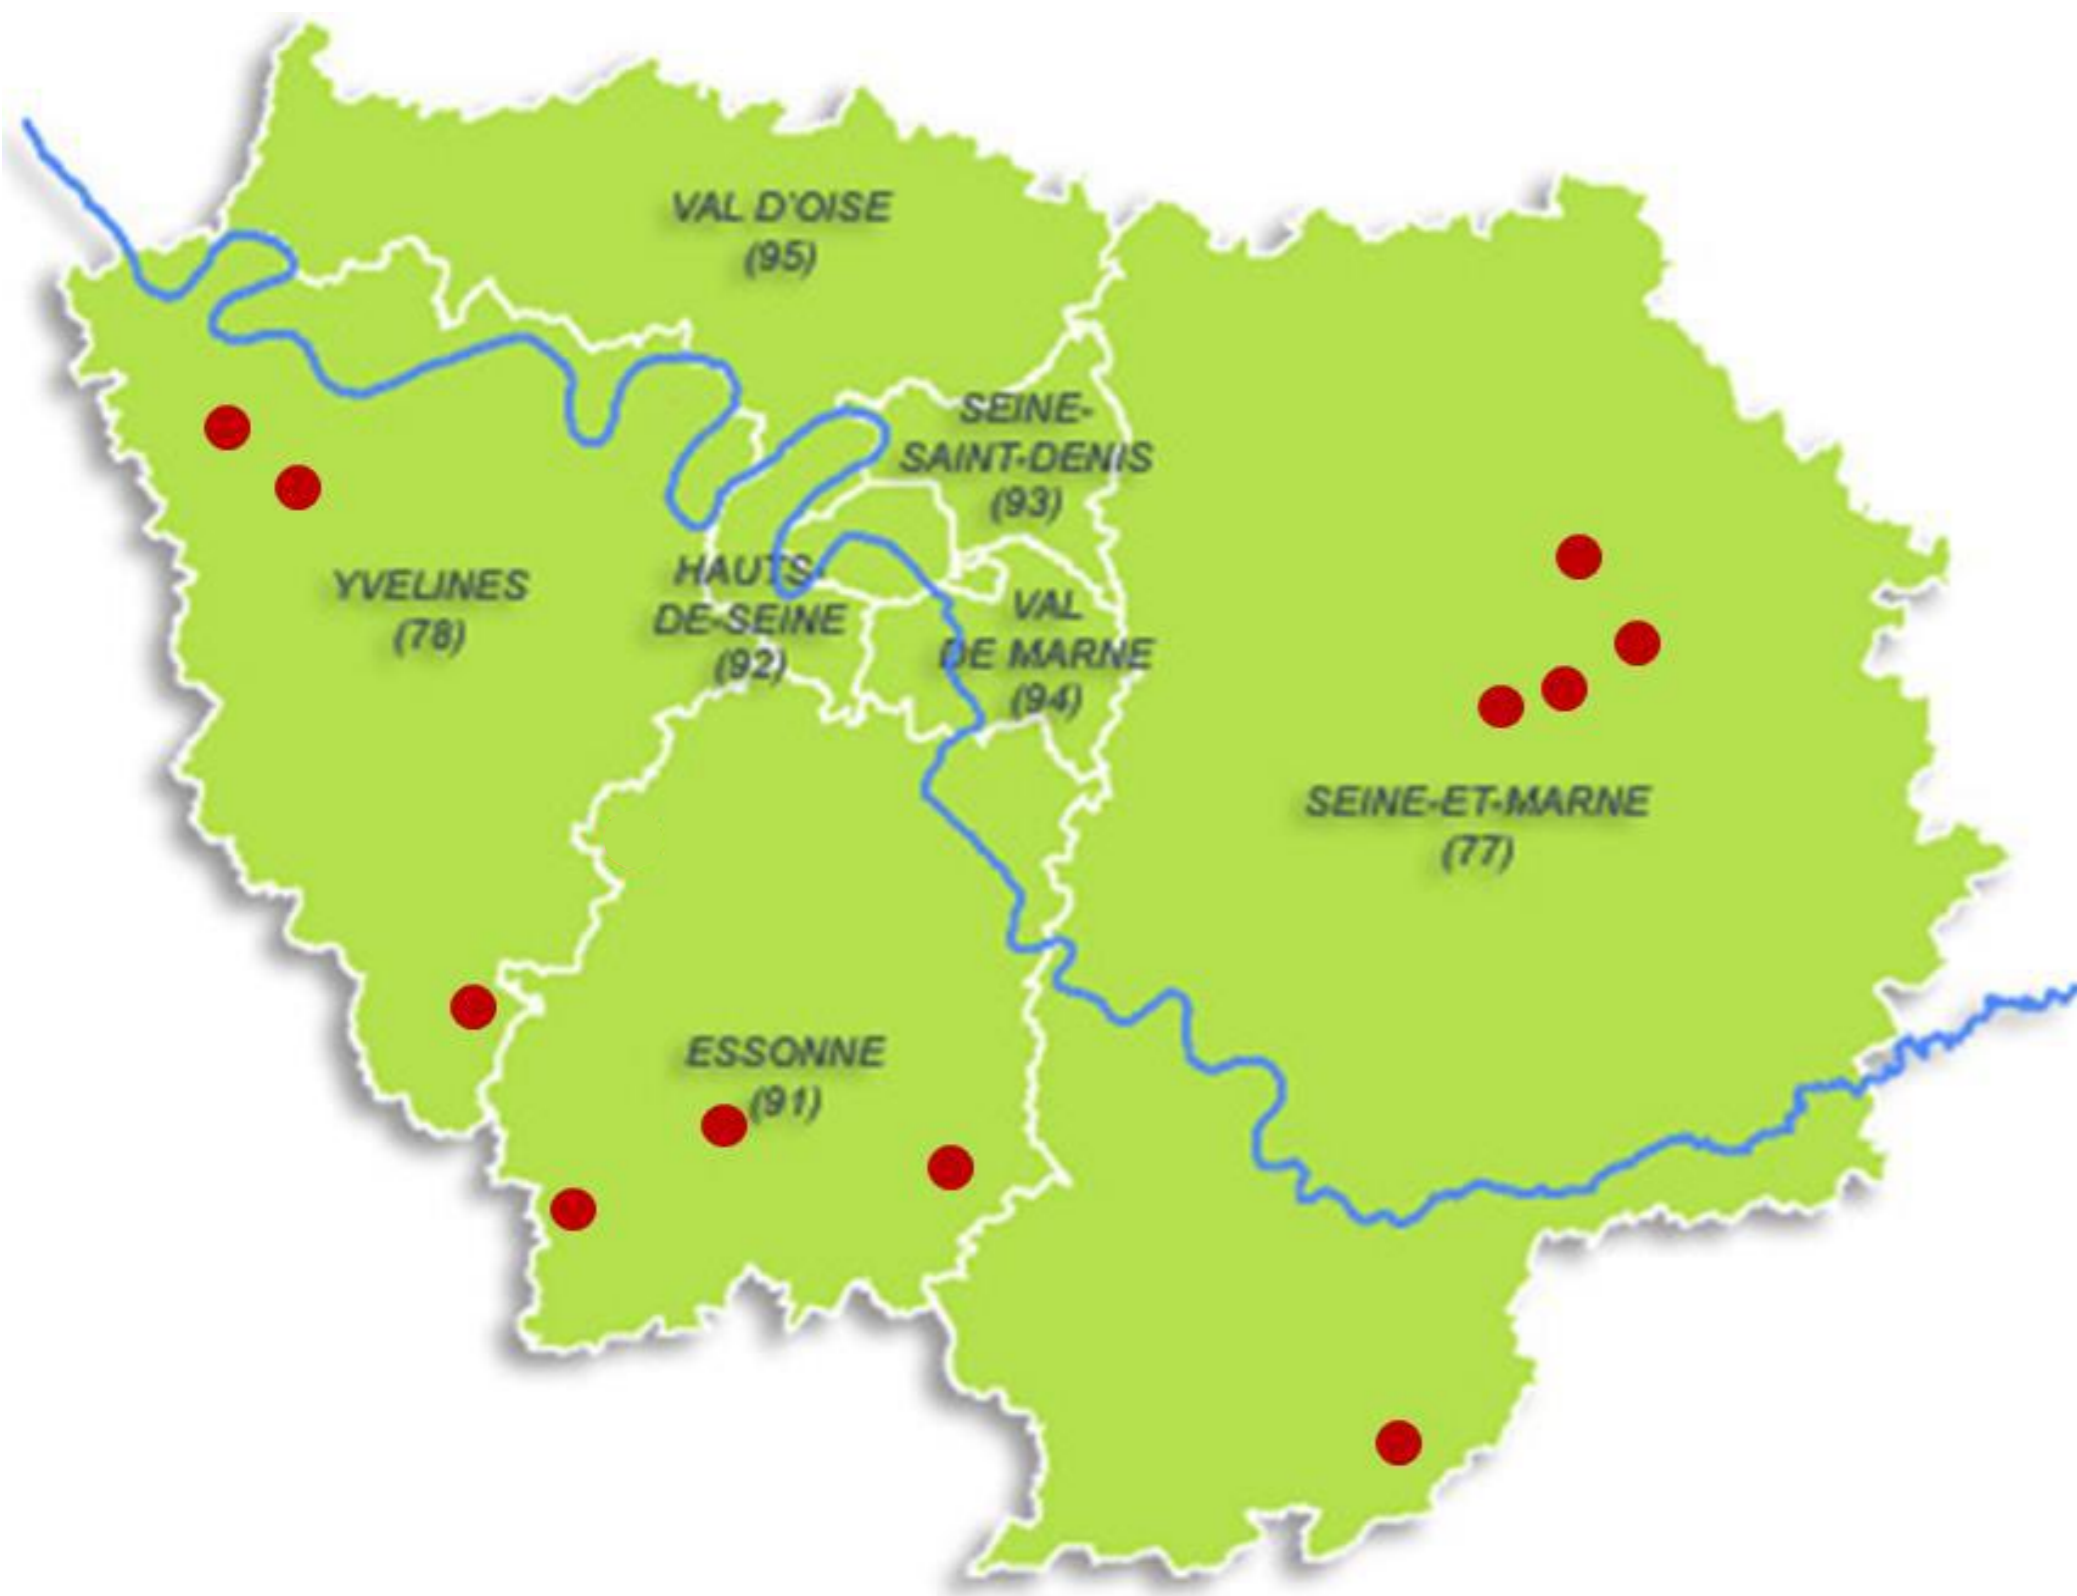 VAL D'OISE
(95)
SEINE-
SAINT-DENIS
(93)
YVELINES
(78)
HAUTS-
DE-SEINE
(92)
VAL
DE MARNE
(94)
SEINE-ET-MARNE
(77)
ESSONNE
(91)